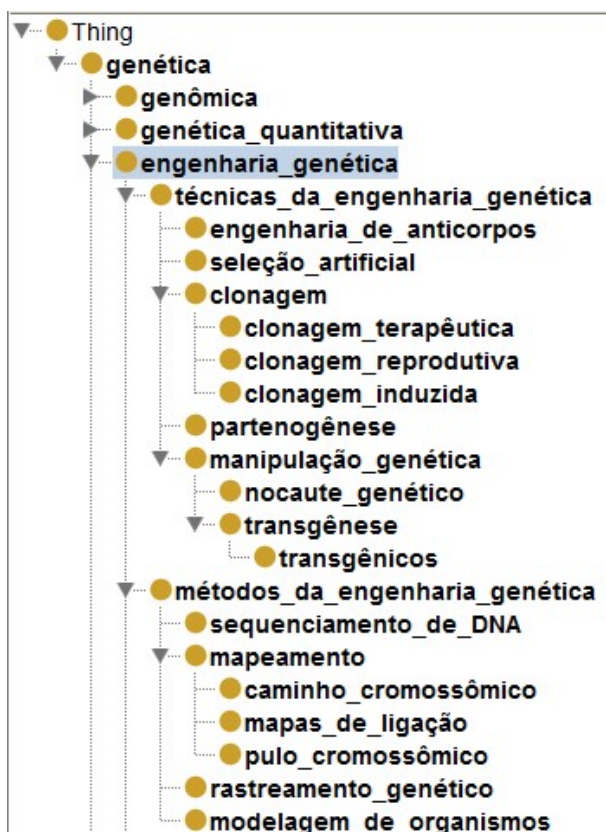 Thing
genética
genômica
genética_quantitativa
engenharia_genética
técnicas_da_engenharia_genética
engenharia_de_anticorpos
seleção_artificial
clonagem
clonagem_terapêutica
clonagem_reprodutiva
clonagem_induzida
partenogênese
manipulação_genética
nocaute_genético
transgênese
transgênicos
métodos_da_engenharia_genética
sequenciamento_de_DNA
mapeamento
caminho_cromossômico
mapas_de_ligação
pulo_cromossômico
rastreamento_genético
modelagem_de_organismos